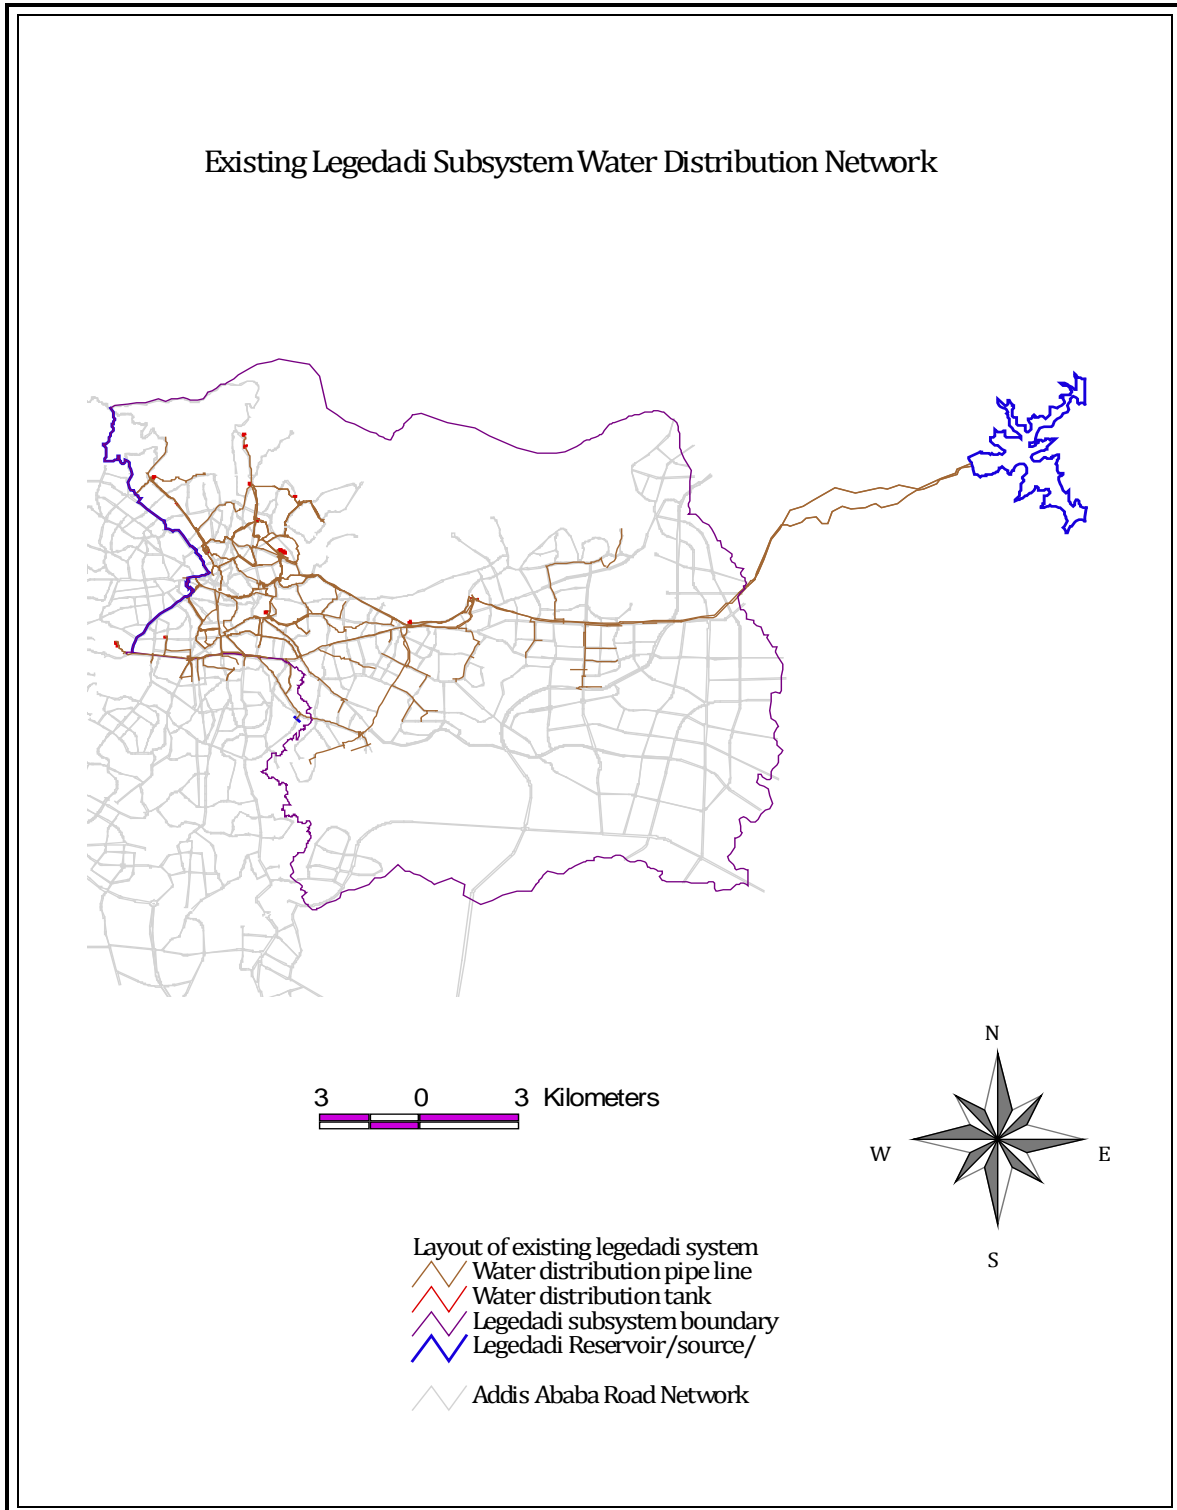 Existing Legedadi Subsystem Water Distribution Network
N
3 0 3 Kilometers
W E
S
Layout of existing legedadi system
Water distribution pipe line
Water distribution tank
Legedadi subsystem boundary
Legedadi Reservoir/source/
Addis Ababa Road Network